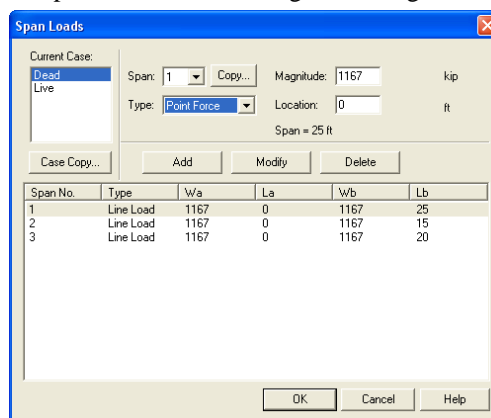 Span Loads
Current Case:
Dead
Live
Span: 1 Copy... Magnitude: 1167 kip
Type: Point Force Location: 0 ft
Span = 25 ft
Case Copy... Add Modify Delete
Span No. Type Wa La Wb Lb
1 Line Load 1167 0 1167 25
2 Line Load 1167 0 1167 15
3 Line Load 1167 0 1167 20
OK Cancel Help